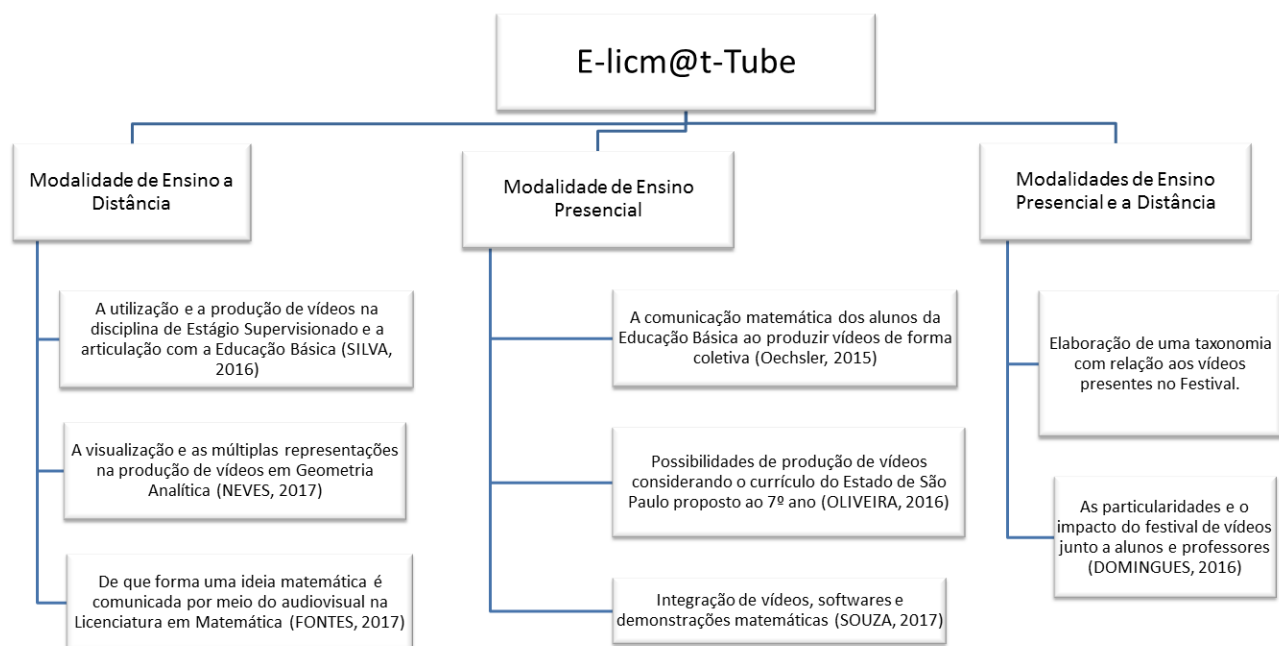 E-licm@t-Tube
Modalidade de Ensino a
Distância
A utilização e a produção de vídeos na
disciplina de Estágio Supervisionado e a
articulação com a Educação Básica (SILVA,
2016)
A visualização e as múltiplas representações
na produção de vídeos em Geometria
Analítica (NEVES, 2017)
De que forma uma ideia matemática é
comunicada por meio do audiovisual na
Licenciatura em Matemática (FONTES, 2017)
Modalidade de Ensino
Presencial
A comunicação matemática dos alunos da
Educação Básica ao produzir vídeos de forma
coletiva (Oechsler, 2015)
Possibilidades de produção de vídeos
considerando o currículo do Estado de São
Paulo proposto ao 7º ano (OLIVEIRA, 2016)
Integração de vídeos, softwares e
demonstrações matemáticas (SOUZA, 2017)
Modalidades de Ensino
Presencial e a Distância
Elaboração de uma taxonomia
com relação aos vídeos
presentes no Festival.
As particularidades e o
impacto do festival de vídeos
junto a alunos e professores
(DOMINGUES, 2016)